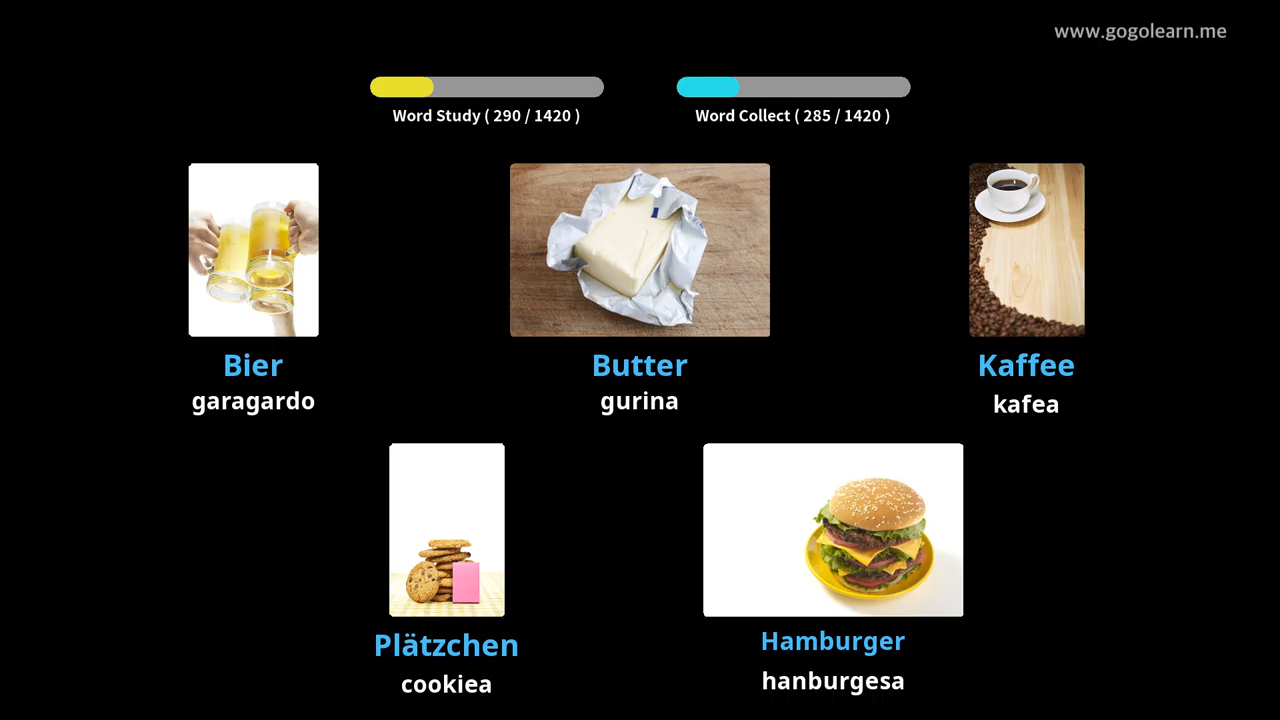 www.gogolearn.me
Word Study ( 290 / 1420 )
Word Collect ( 285 / 1420 )
Bier
garagardo
Butter
gurina
Kaffee
kafea
Plätzchen
cookiea
Hamburger
hanburgesa